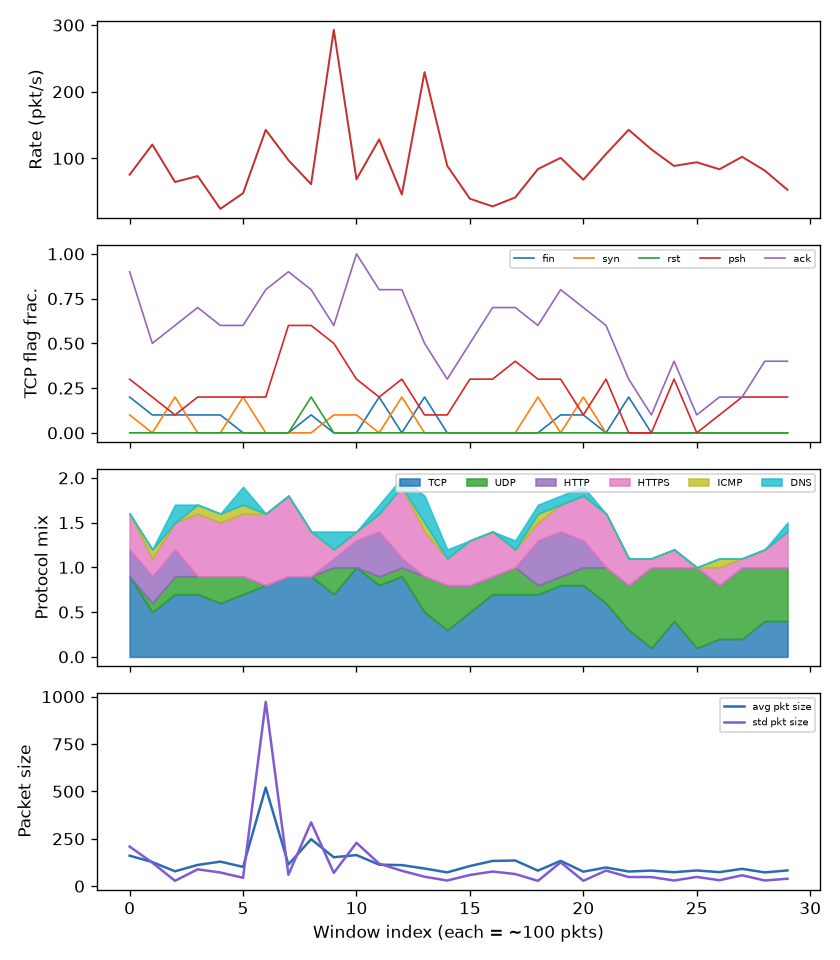 300
200
100
Rate (pkt/s)
1.00
0.75
0.50
0.25
0.00
TCP flag frac.
fin syn rst psh ack
2.0
1.5
1.0
0.5
0.0
Protocol mix
TCP UDP HTTP HTTPS ICMP DNS
1000
750
500
250
0
Packet size
avg pkt size
std pkt size
0 5 10 15 20 25 30
Window index (each = ~100 pkts)